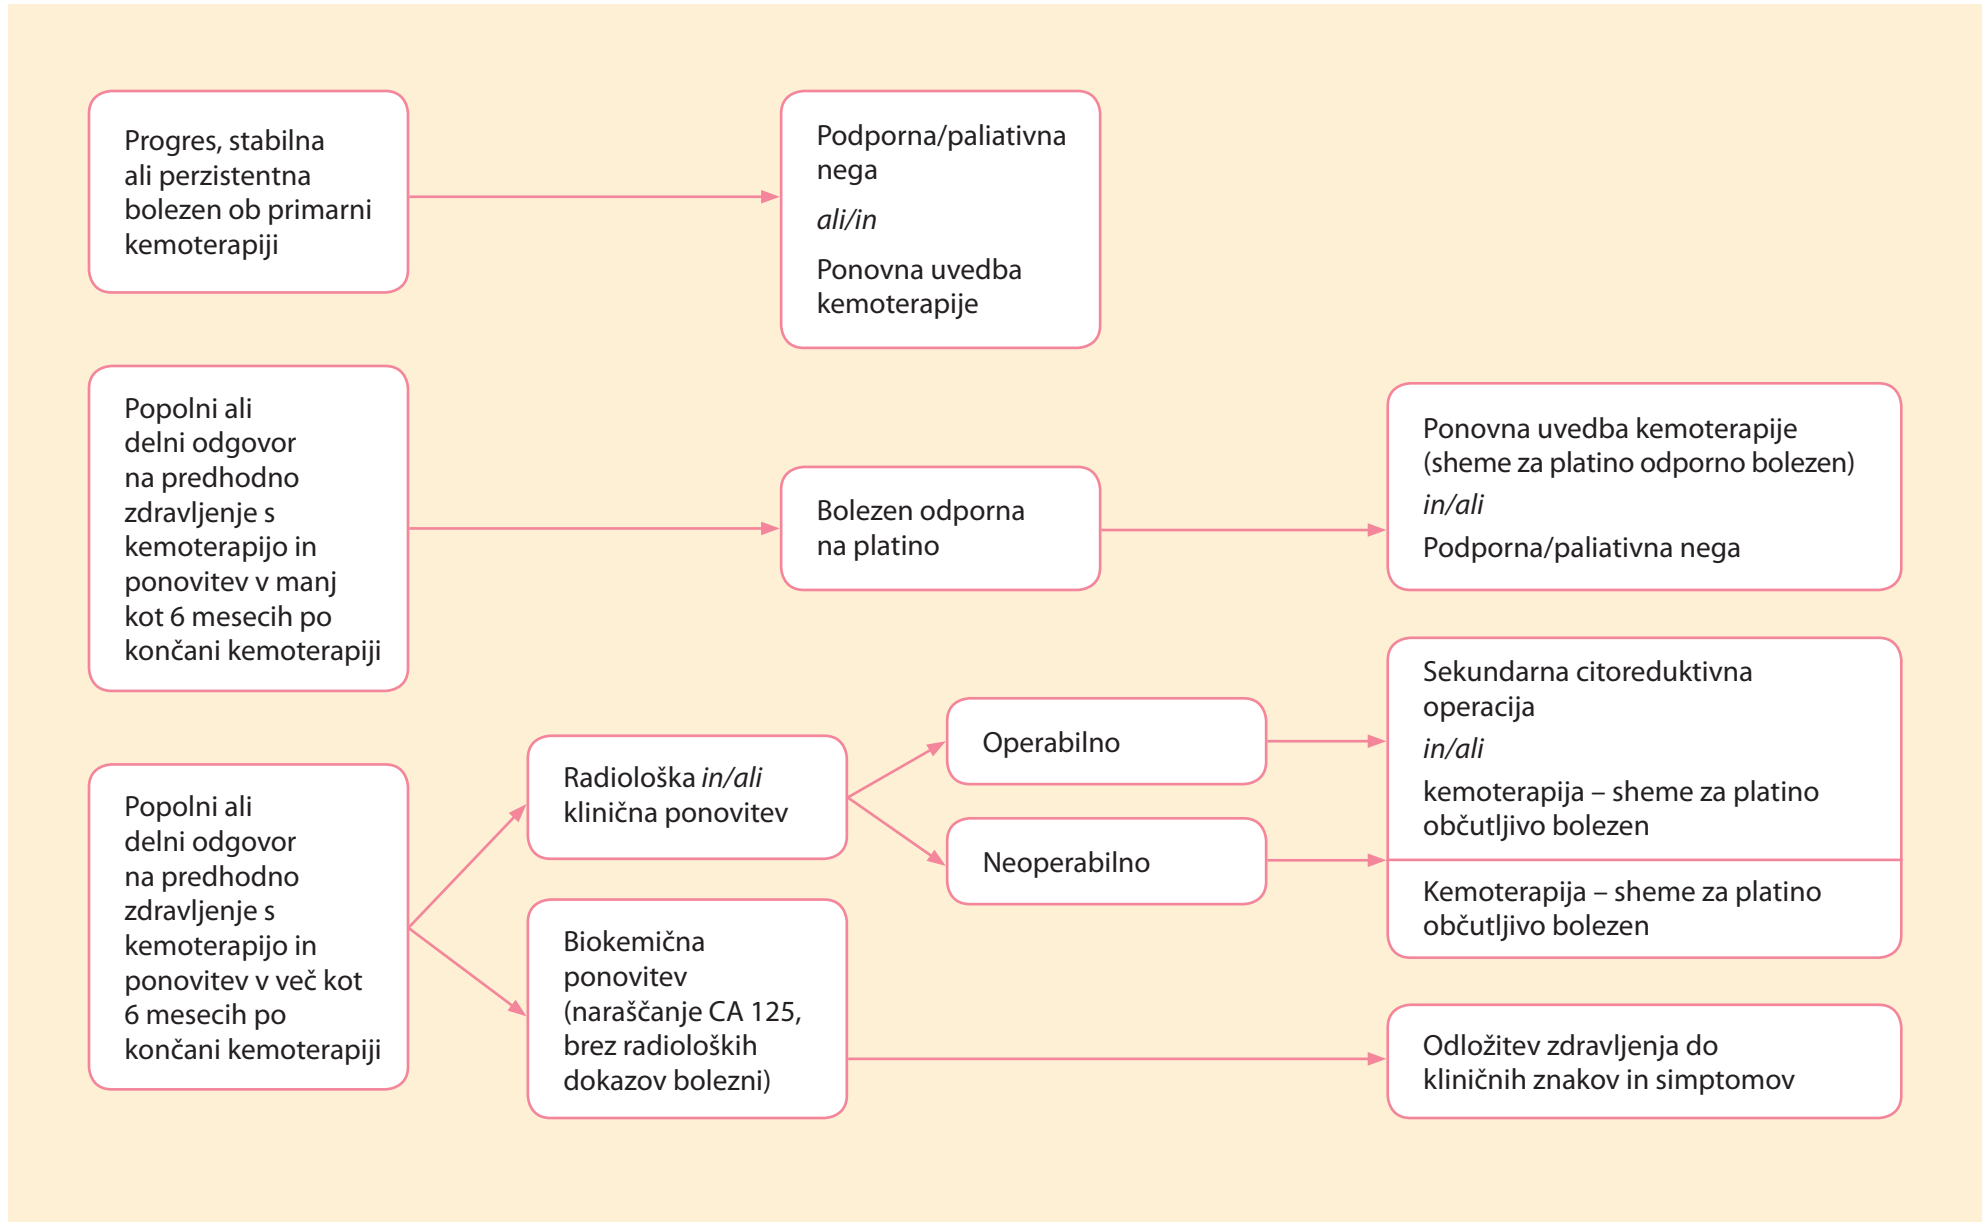 Progres, stabilna
ali perzistentna
bolezen ob primarni
kemoterapiji
Podporna/paliativna
nega
ali/in
Ponovna uvedba
kemoterapije
Popolni ali
delni odgovor
na predhodno
zdravljenje s
kemoterapijo in
ponovitev v manj
kot 6 mesecih po
končani kemoterapiji
Bolezen odporna
na platino
Ponovna uvedba kemoterapije
(sheme za platino odporno bolezen)
in/ali
Podporna/paliativna nega
Popolni ali
delni odgovor
na predhodno
zdravljenje s
kemoterapijo in
ponovitev v več kot
6 mesecih po
končani kemoterapiji
Radiološka in/ali
klinična ponovitev
Operabilno
Neoperabilno
Sekundarna citoreduktivna
operacija
in/ali
kemoterapija – sheme za platino
občutljivo bolezen
Kemoterapija – sheme za platino
občutljivo bolezen
Biokemična
ponovitev
(naraščanje CA 125,
brez radioloških
dokazov bolezni)
Odložitev zdravljenja do
kliničnih znakov in simptomov